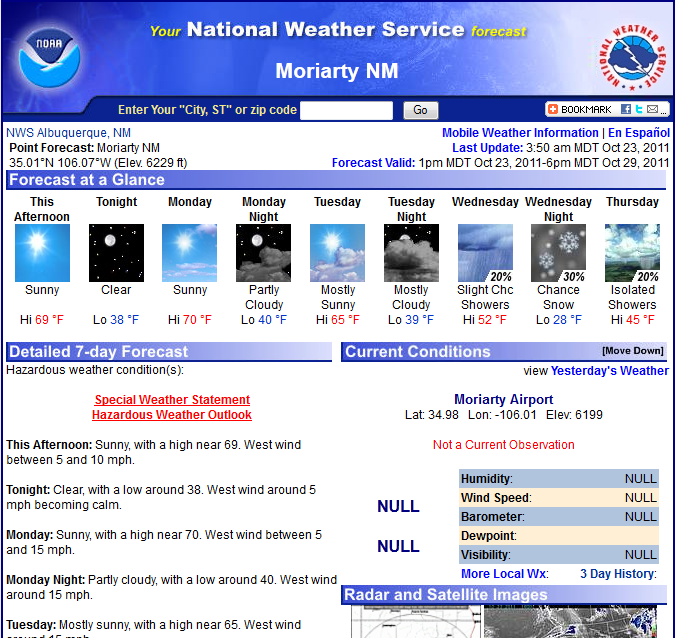 NOAA
Your National Weather Service forecast
NATIONAL WEATHER SERVICE
Moriarty NM
Enter Your "City, ST" or zip code
Go
BOOKMARK
...
NWS Albuquerque, NM
Mobile Weather Information | En Español
Point Forecast: Moriarty NM
Last Update: 3:50 am MDT Oct 23, 2011
35.01°N 106.07°W (Elev. 6229 ft)
Forecast Valid: 1pm MDT Oct 23, 2011-6pm MDT Oct 29, 2011
Forecast at a Glance
This Afternoon
Sunny
Hi 69 °F
Tonight
Clear
Lo 38 °F
Monday
Sunny
Hi 70 °F
Monday Night
Partly Cloudy
Lo 40 °F
Tuesday
Mostly Sunny
Hi 65 °F
Tuesday Night
Mostly Cloudy
Lo 39 °F
Wednesday
20%
Slight Chc Showers
Hi 52 °F
Wednesday Night
30%
Chance Snow
Lo 28 °F
Thursday
20%
Isolated Showers
Hi 45 °F
Detailed 7-day Forecast
Hazardous weather condition(s):
Special Weather Statement
Hazardous Weather Outlook
This Afternoon: Sunny, with a high near 69. West wind
between 5 and 10 mph.
Tonight: Clear, with a low around 38. West wind around 5
mph becoming calm.
Monday: Sunny, with a high near 70. West wind between 5
and 15 mph.
Monday Night: Partly cloudy, with a low around 40. West wind
around 15 mph.
Tuesday: Mostly sunny, with a high near 65. West wind
around 15 mph.
Current Conditions
[Move Down]
view Yesterday's Weather
Moriarty Airport
Lat: 34.98 Lon: -106.01 Elev: 6199
Not a Current Observation
NULL
NULL
Humidity: NULL
Wind Speed: NULL
Barometer: NULL
Dewpoint:
Visibility: NULL
More Local Wx: 3 Day History:
Radar and Satellite Images